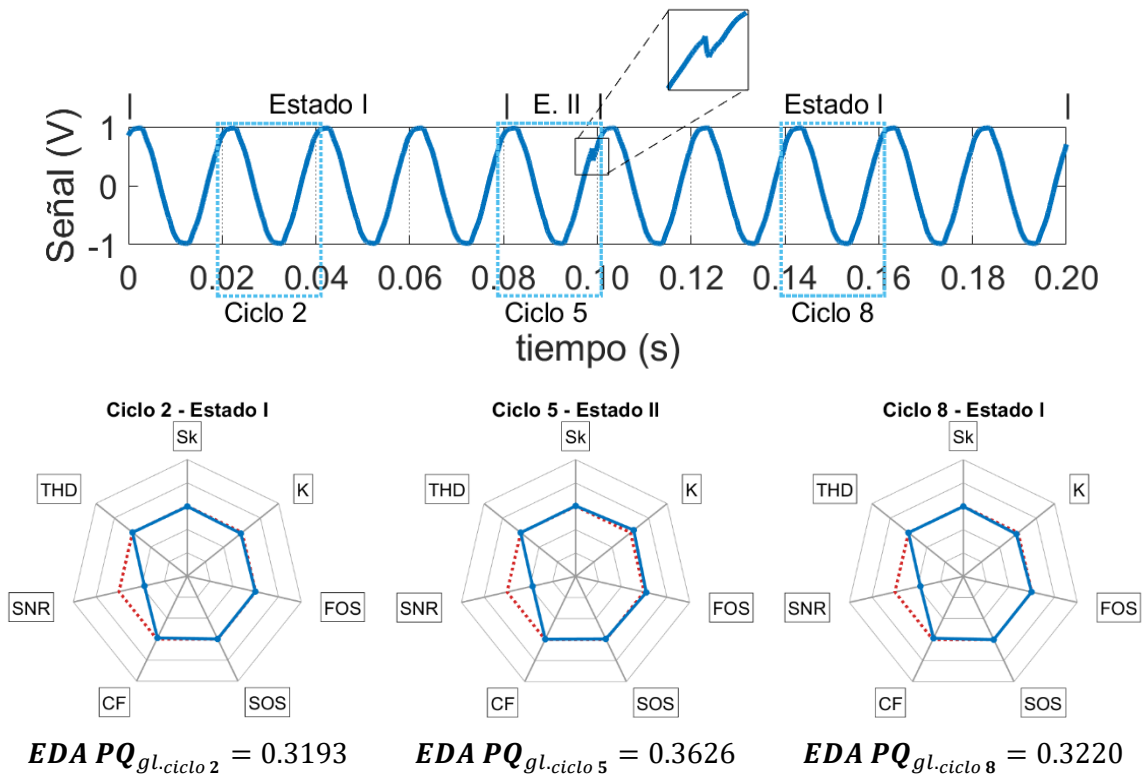 Estado I E. II Estado I
Señal (V)
1
0
-1
0 0.02 0.04 0.06 0.08 0.10 0.12 0.14 0.16 0.18 0.20
Ciclo 2 Ciclo 5 Ciclo 8
tiempo (s)
Ciclo 2 - Estado I
Sk
THD K
SNR FOS
CF SOS
EDA PQgl.ciclo 2 = 0.3193
Ciclo 5 - Estado II
Sk
THD K
SNR FOS
CF SOS
EDA PQgl.ciclo 5 = 0.3626
Ciclo 8 - Estado I
Sk
THD K
SNR FOS
CF SOS
EDA PQgl.ciclo 8 = 0.3220